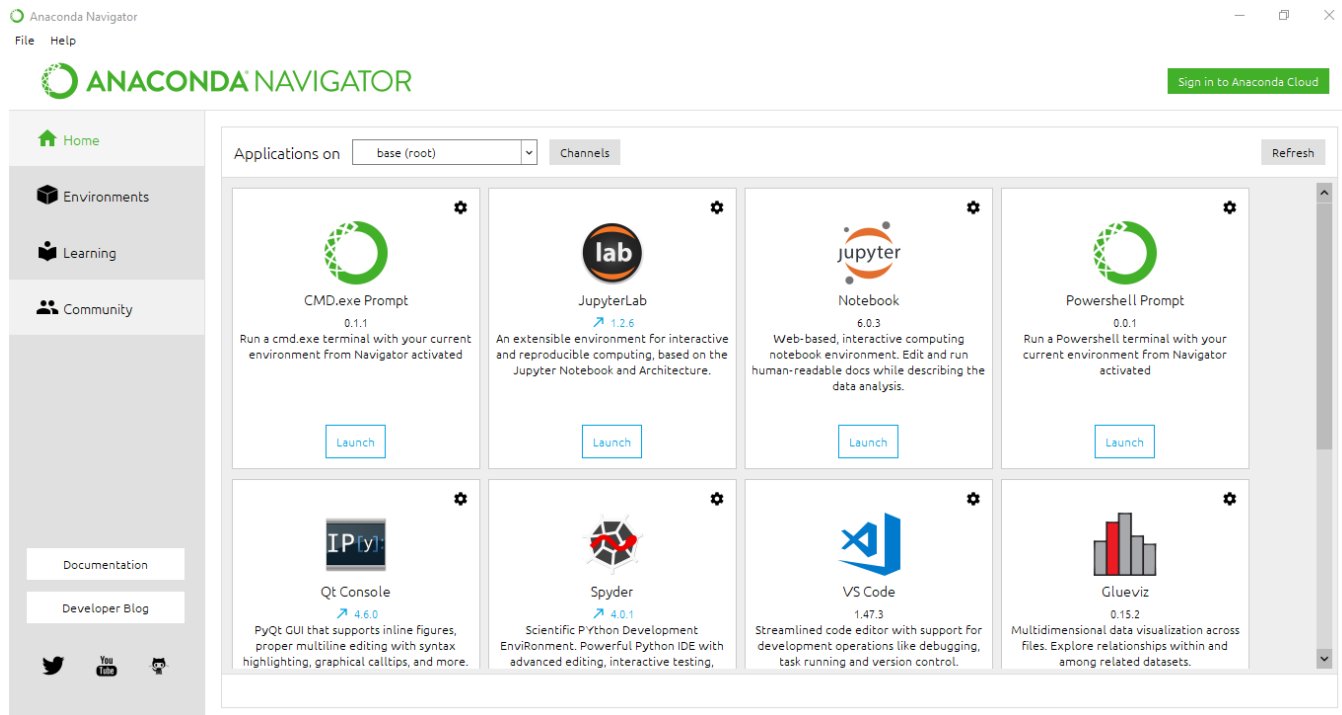 Anaconda Navigator
File Help
ANACONDA NAVIGATOR
Sign in to Anaconda Cloud
Home
Environments
Learning
Community
Documentation
Developer Blog
You
Tube
Applications on base (root) Channels Refresh
CMD.exe Prompt
0.1.1
Run a cmd.exe terminal with your current
environment from Navigator activated
Launch
lab
JupyterLab
1.2.6
An extensible environment for interactive
and reproducible computing, based on the
Jupyter Notebook and Architecture.
Launch
jupyter
Notebook
6.0.3
Web-based, interactive computing
notebook environment. Edit and run
human-readable docs while describing the
data analysis.
Launch
Powershell Prompt
0.0.1
Run a Powershell terminal with your
current environment from Navigator
activated
Launch
IP[y]:
Qt Console
4.6.0
PyQt GUI that supports inline figures,
proper multiline editing with syntax
highlighting, graphical calltips, and more.
Spyder
4.0.1
Scientific PYthon Development
EnviRonment. Powerful Python IDE with
advanced editing, interactive testing,
VS Code
1.47.3
Streamlined code editor with support for
development operations like debugging,
task running and version control.
Glueviz
0.15.2
Multidimensional data visualization across
files. Explore relationships within and
among related datasets.